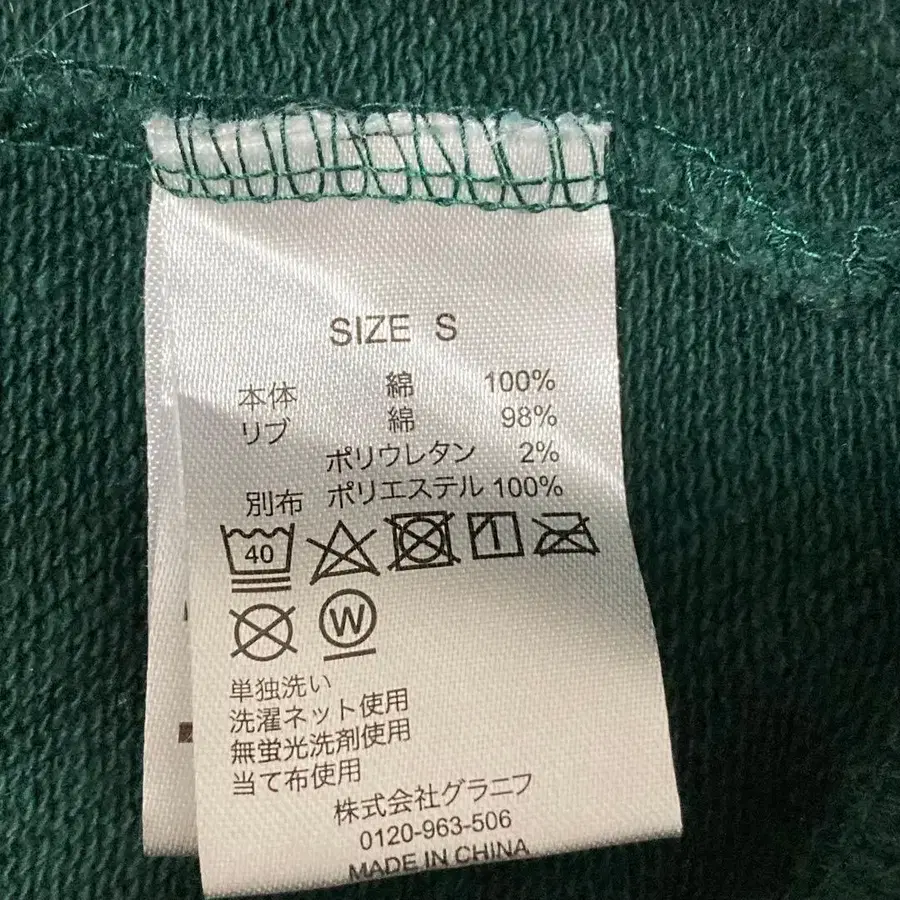 SIZE S
本体 綿 100%
リブ 綿 98%
ポリウレタン 2%
別布 ポリエステル 100%
40
W
単独洗い
洗濯ネット使用
無蛍光洗剤使用
当て布使用
株式会社グラニフ
0120-963-506
MADE IN CHINA